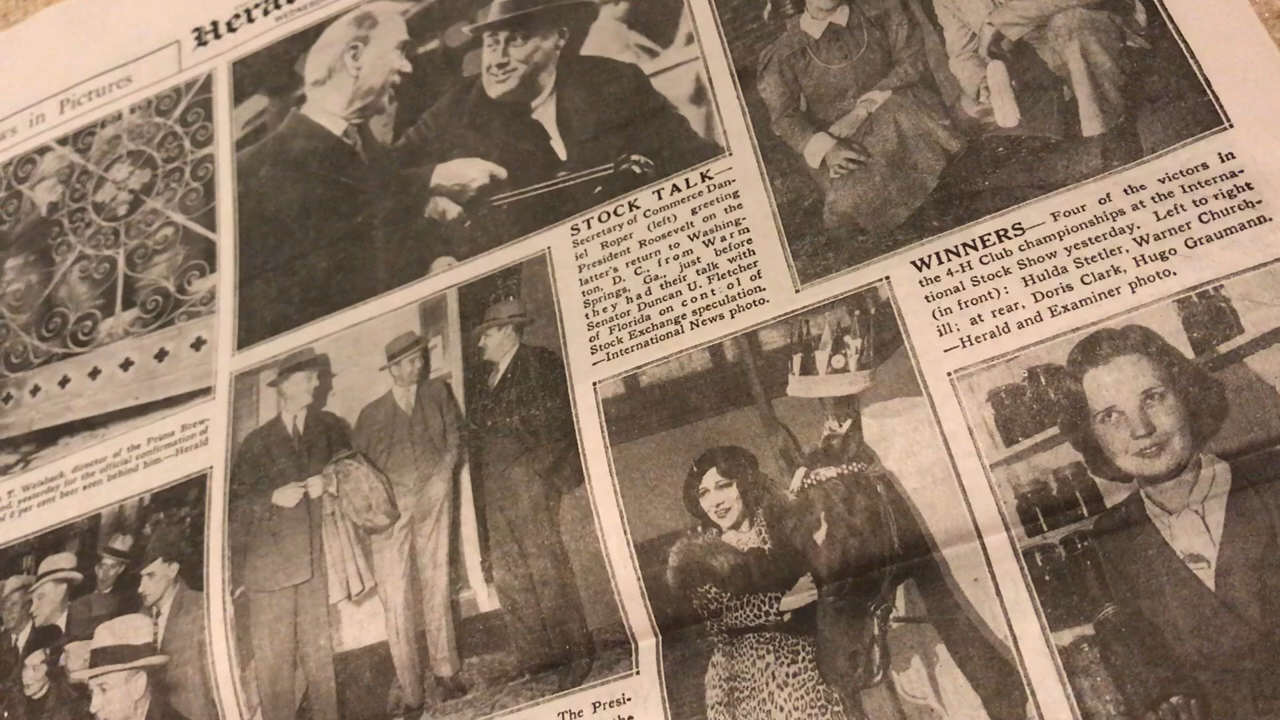 Hera
WEDNES
ws in Pictures
STOCK TALK—
Secretary of Commerce Dan-
iel Roper (left) greeting
President Roosevelt on the
latter's return to Washing-
ton, D. C., from Warm
Springs, Ga., just before
they had their talk with
Senator Duncan U. Fletcher
of Florida on control of
Stock Exchange speculation.
—International News photo.
WINNERS—Four of the victors in
the 4-H Club championships at the Interna-
tional Stock Show yesterday. Left to right
(in front): Hulda Stetler, Warner Church-
ill; at rear, Doris Clark, Hugo Graumann.
—Herald and Examiner photo.
T. Weisbach, director of the Prima Brew-
yesterday for the official confirmation of
per cent beer seen behind him.—Herald
The Presi-
the